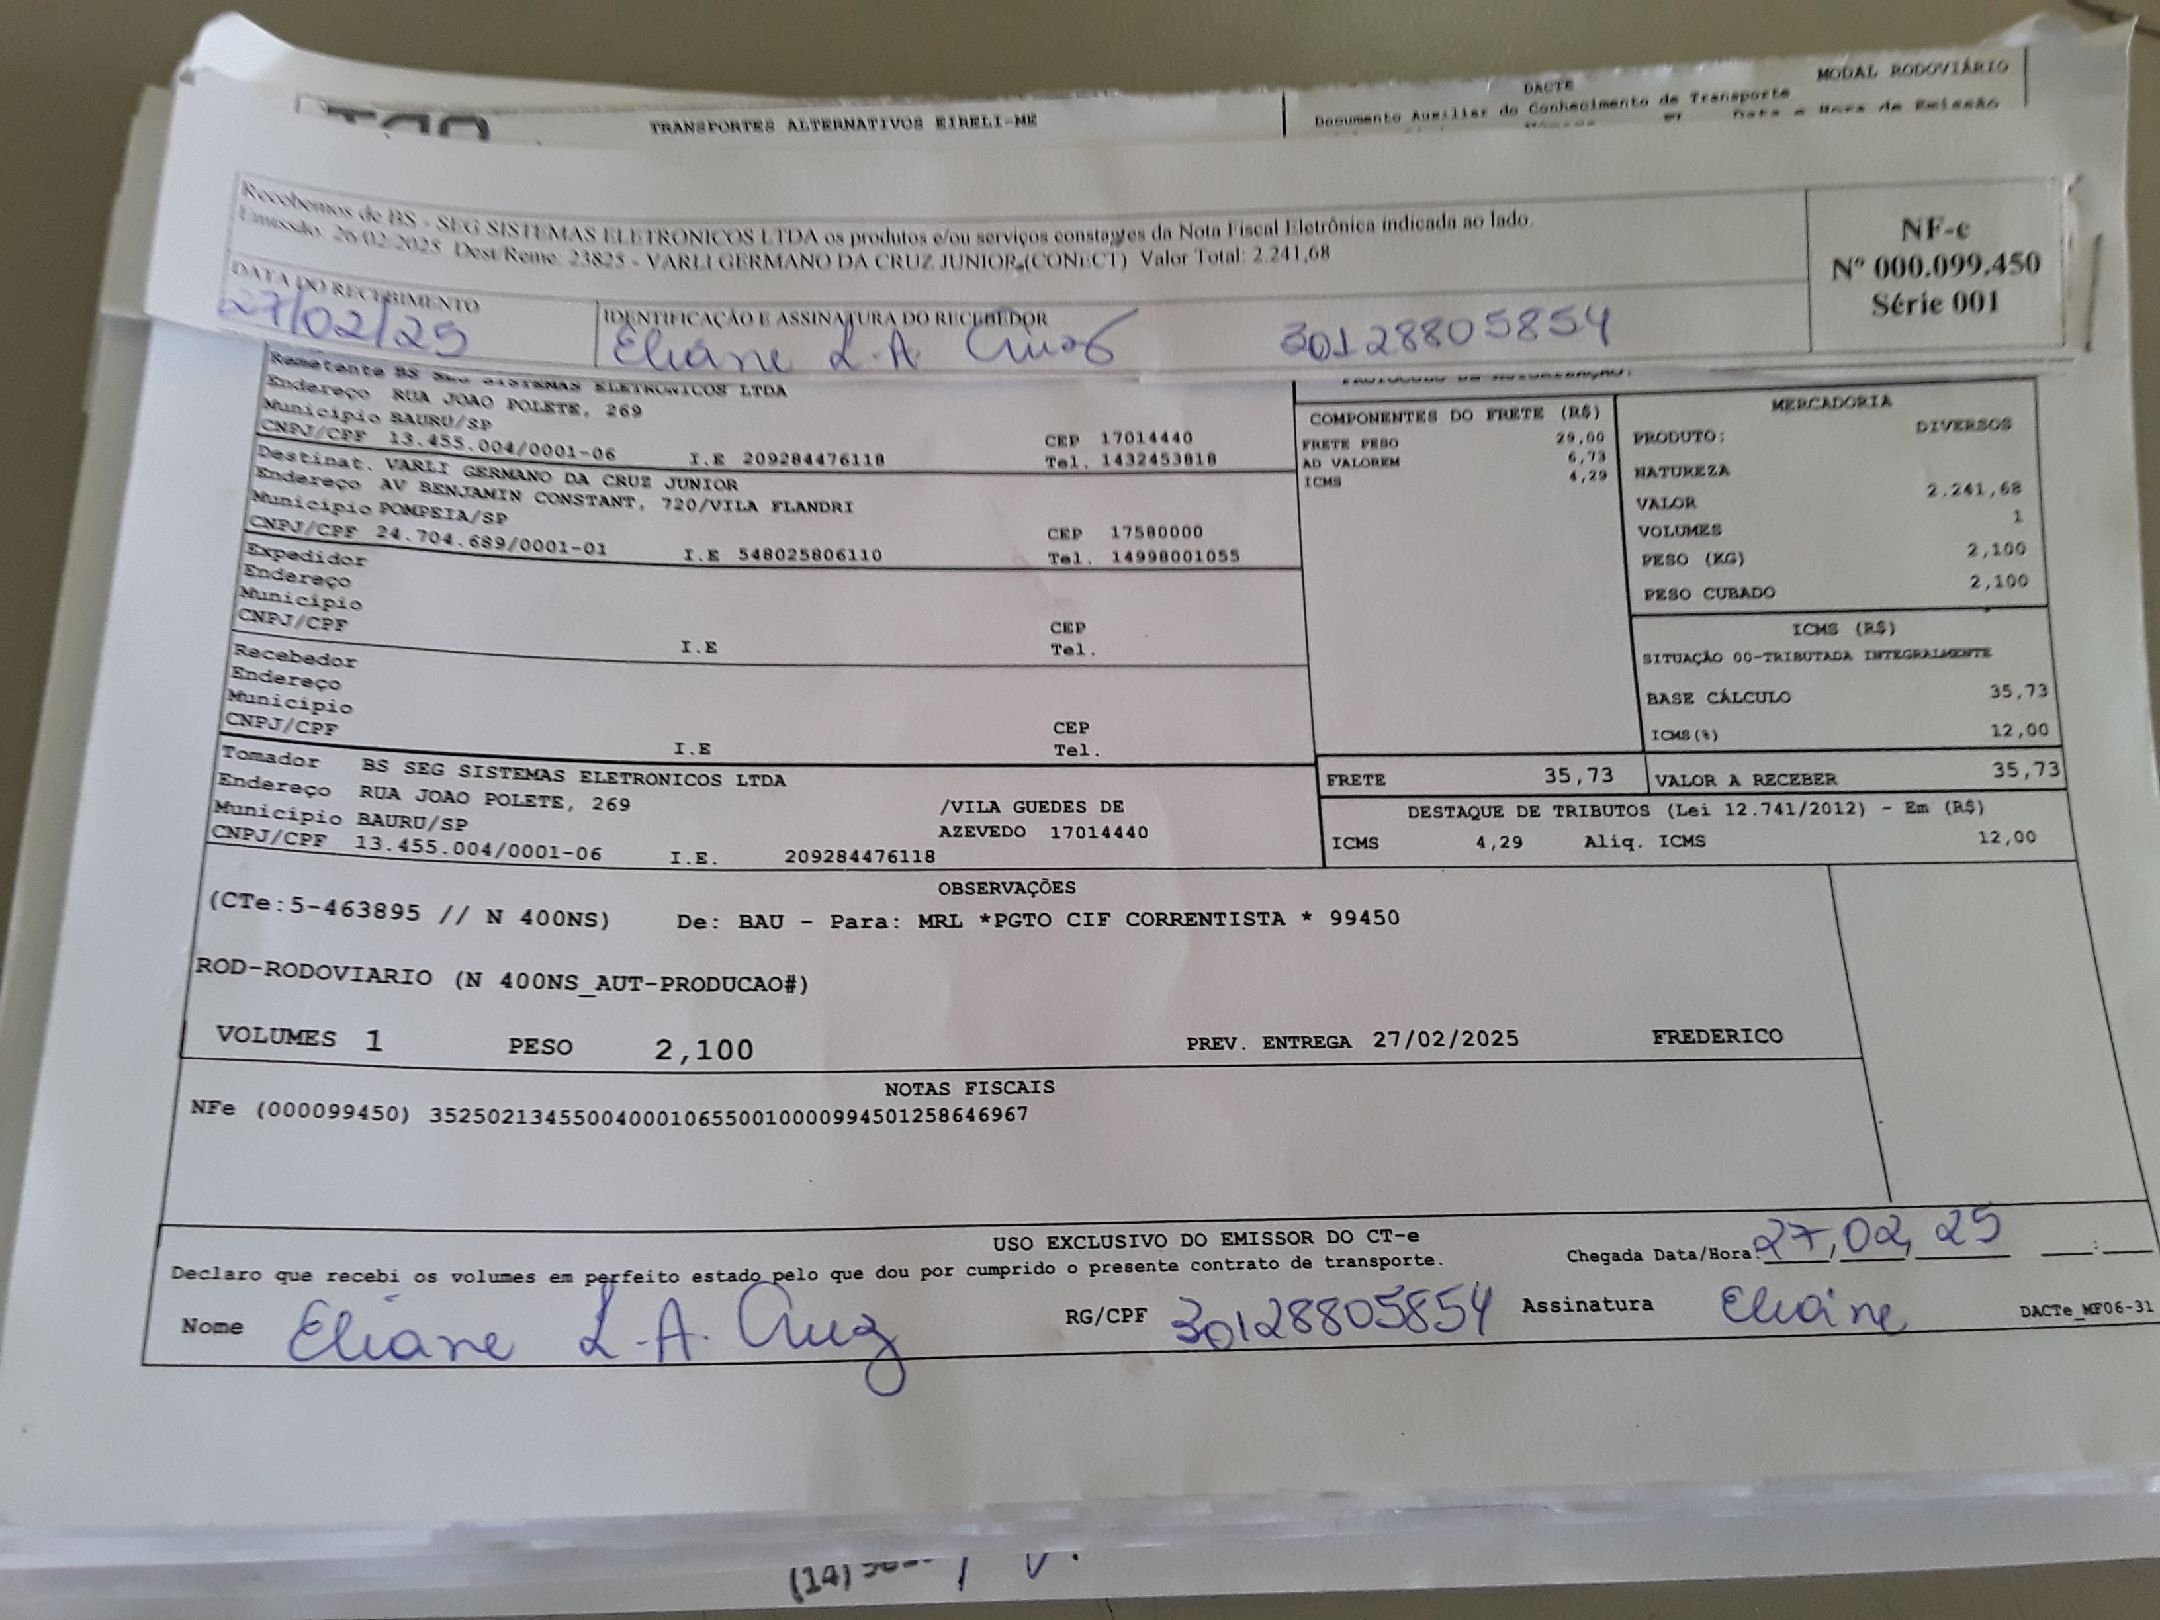 TRANSPORTES ALTERNATIVOS EIRELI-ME
DACTE
MODAL RODOVIÁRIO
Documento Auxiliar do Conhecimento de Transporte
Data e Hora de Emissão
Recebemos de BS - SEG SISTEMAS ELETRONICOS LTDA os produtos e/ou serviços constantes da Nota Fiscal Eletrônica indicada ao lado.
Emissão: 26/02/2025 Dest/Reme: 23825 - VARLI GERMANO DA CRUZ JUNIOR (CONECT) Valor Total: 2.241,68
NF-e
Nº 000.099.450
Série 001
DATA DO RECEBIMENTO
27/02/25
IDENTIFICAÇÃO E ASSINATURA DO RECEBEDOR
Eliane L.A. Cruz 30128805854
Remetente BS SEG SISTEMAS ELETRONICOS LTDA
Endereço RUA JOAO POLETE, 269
Município BAURU/SP CEP 17014440
CNPJ/CPF 13.455.004/0001-06 I.E 209284476118 Tel. 1432453818
Destinat. VARLI GERMANO DA CRUZ JUNIOR
Endereço AV BENJAMIN CONSTANT, 720/VILA FLANDRI
Município POMPEIA/SP CEP 17580000
CNPJ/CPF 24.704.689/0001-01 I.E 548025806110 Tel. 14998001055
Expedidor
Endereço
Município CEP
CNPJ/CPF I.E Tel.
Recebedor
Endereço
Município CEP
CNPJ/CPF I.E Tel.
Tomador BS SEG SISTEMAS ELETRONICOS LTDA
Endereço RUA JOAO POLETE, 269 /VILA GUEDES DE
Município BAURU/SP AZEVEDO 17014440
CNPJ/CPF 13.455.004/0001-06 I.E. 209284476118
COMPONENTES DO FRETE (R$)
FRETE PESO 29,00
AD VALOREM 6,73
ICMS 4,29
MERCADORIA
PRODUTO: DIVERSOS
NATUREZA
VALOR 2.241,68
VOLUMES 1
PESO (KG) 2,100
PESO CUBADO 2,100
ICMS (R$)
SITUAÇÃO 00-TRIBUTADA INTEGRALMENTE
BASE CÁLCULO 35,73
ICMS(%) 12,00
FRETE 35,73 VALOR A RECEBER 35,73
DESTAQUE DE TRIBUTOS (Lei 12.741/2012) - Em (R$)
ICMS 4,29 Aliq. ICMS 12,00
OBSERVAÇÕES
(CTe:5-463895 // N 400NS) De: BAU - Para: MRL *PGTO CIF CORRENTISTA * 99450
ROD-RODOVIARIO (N 400NS_AUT-PRODUCAO#)
VOLUMES 1 PESO 2,100 PREV. ENTREGA 27/02/2025 FREDERICO
NOTAS FISCAIS
NFe (000099450) 35250213455004000106550010000994501258646967
USO EXCLUSIVO DO EMISSOR DO CT-e
Declaro que recebi os volumes em perfeito estado pelo que dou por cumprido o presente contrato de transporte.
Chegada Data/Hora: 27,02,25 :
Nome Eliane L.A. Cruz RG/CPF 30128805854 Assinatura Eliane DACTe_MF06-31
(14)